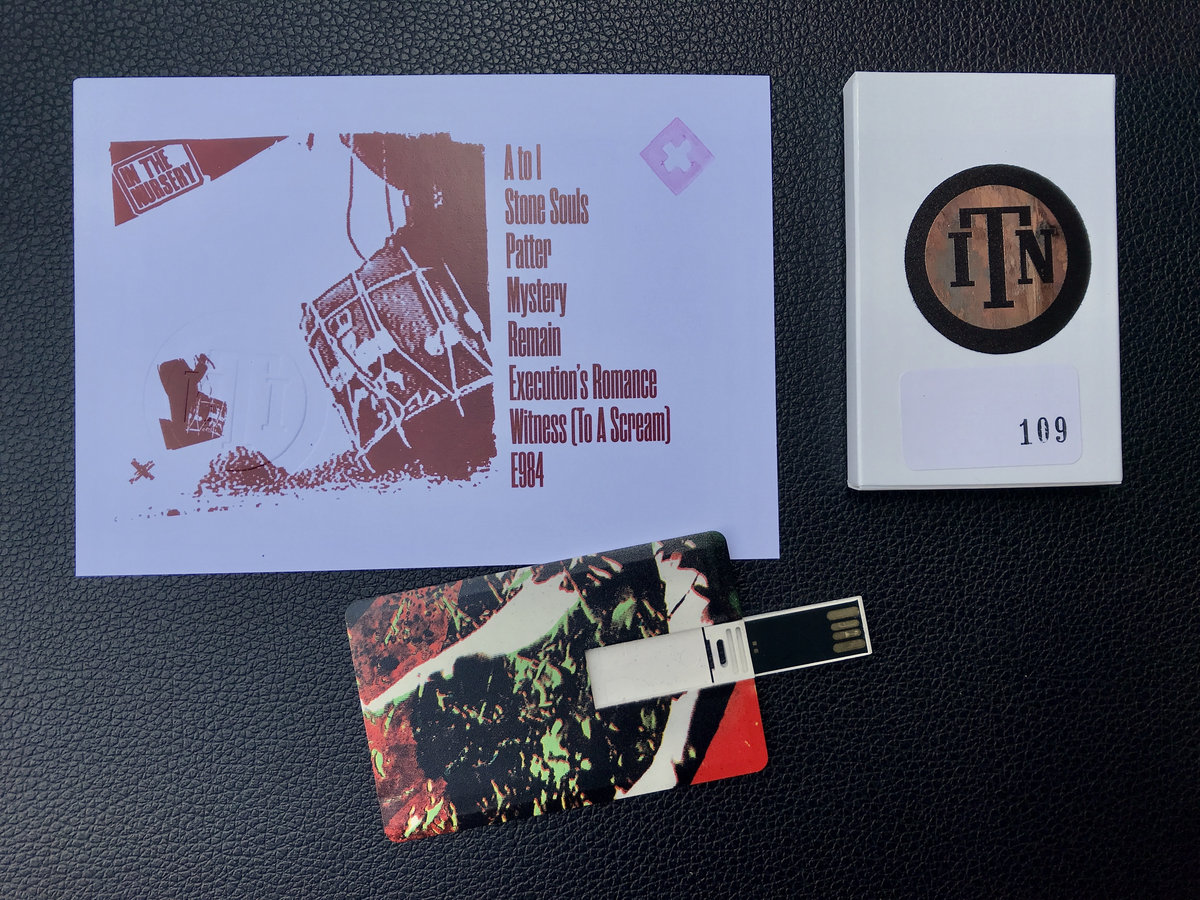 IN THE
NURSERY
A to I
Stone Souls
Patter
Mystery
Remain
Execution's Romance
Witness (To A Scream)
E984
ITN
109